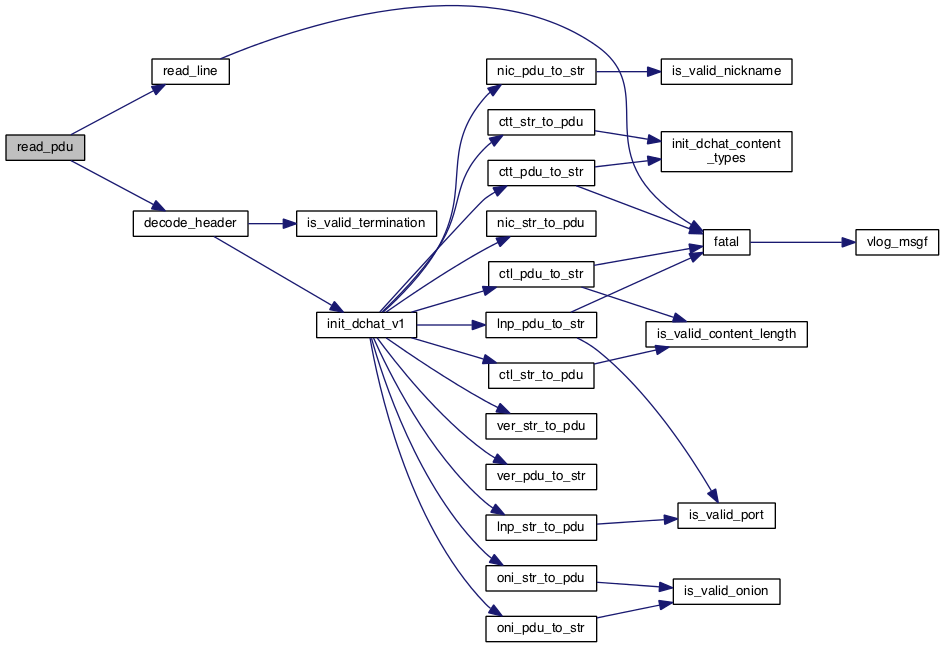 read_pdu
read_line
decode_header
is_valid_termination
init_dchat_v1
nic_pdu_to_str
ctt_str_to_pdu
ctt_pdu_to_str
nic_str_to_pdu
ctl_pdu_to_str
lnp_pdu_to_str
ctl_str_to_pdu
ver_str_to_pdu
ver_pdu_to_str
lnp_str_to_pdu
oni_str_to_pdu
oni_pdu_to_str
is_valid_nickname
init_dchat_content
_types
fatal
is_valid_content_length
is_valid_port
is_valid_onion
vlog_msgf